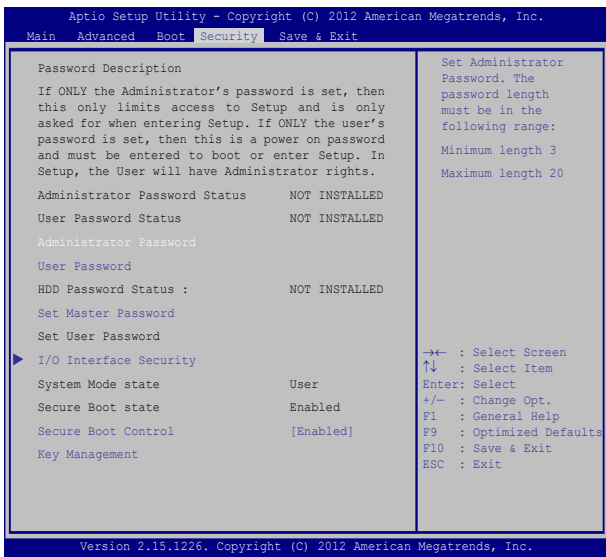 Aptio Setup Utility - Copyright (C) 2012 American Megatrends, Inc.
Main Advanced Boot Security Save & Exit
Password Description
If ONLY the Administrator's password is set, then
this only limits access to Setup and is only
asked for when entering Setup. If ONLY the user's
password is set, then this is a power on password
and must be entered to boot or enter Setup. In
Setup, the User will have Administrator rights.
Administrator Password Status NOT INSTALLED
User Password Status NOT INSTALLED
Administrator Password
User Password
HDD Password Status : NOT INSTALLED
Set Master Password
Set User Password
I/O Interface Security
System Mode state User
Secure Boot state Enabled
Secure Boot Control [Enabled]
Key Management
Set Administrator
Password. The
password length
must be in the
following range:
Minimum length 3
Maximum length 20
→← : Select Screen
↑↓ : Select Item
Enter: Select
+/— : Change Opt.
F1 : General Help
F9 : Optimized Defaults
F10 : Save & Exit
ESC : Exit
Version 2.15.1226. Copyright (C) 2012 American Megatrends, Inc.